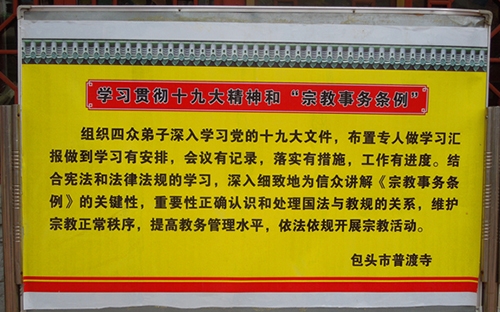 学习贯彻十九大精神和“宗教事务条例”
组织四众弟子深入学习党的十九大文件，布置专人做学习汇
报做到学习有安排，会议有记录，落实有措施，工作有进度。结
合宪法和法律法规的学习，深入细致地为信众讲解《宗教事务条
例》的关键性，重要性正确认识和处理国法与教规的关系，维护
宗教正常秩序，提高教务管理水平，依法依规开展宗教活动。
包头市普渡寺